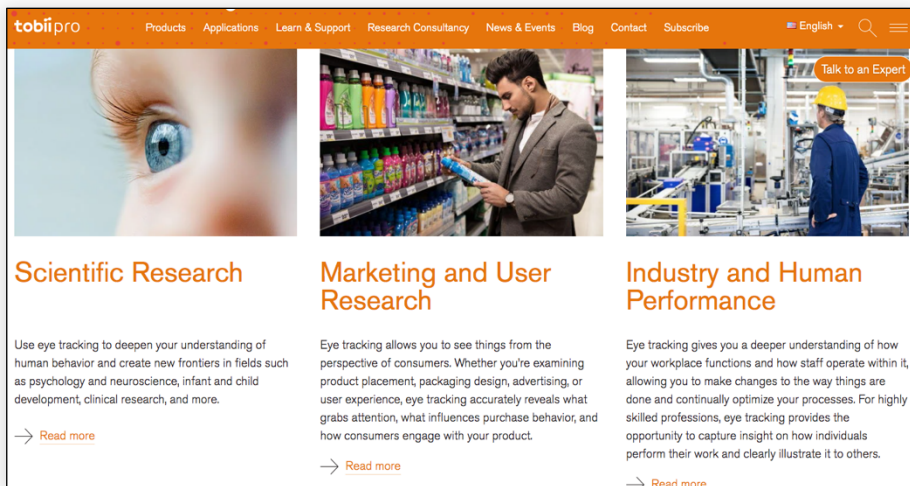 tobiipro
Products Applications Learn & Support Research Consultancy News & Events Blog Contact Subscribe
English
Talk to an Expert
Scientific Research
Use eye tracking to deepen your understanding of
human behavior and create new frontiers in fields such
as psychology and neuroscience, infant and child
development, clinical research, and more.
Read more
Marketing and User
Research
Eye tracking allows you to see things from the
perspective of consumers. Whether you're examining
product placement, packaging design, advertising, or
user experience, eye tracking accurately reveals what
grabs attention, what influences purchase behavior, and
how consumers engage with your product.
Read more
Industry and Human
Performance
Eye tracking gives you a deeper understanding of how
your workplace functions and how staff operate within it,
allowing you to make changes to the way things are
done and continually optimize your processes. For highly
skilled professions, eye tracking provides the
opportunity to capture insight on how individuals
perform their work and clearly illustrate it to others.
Read more